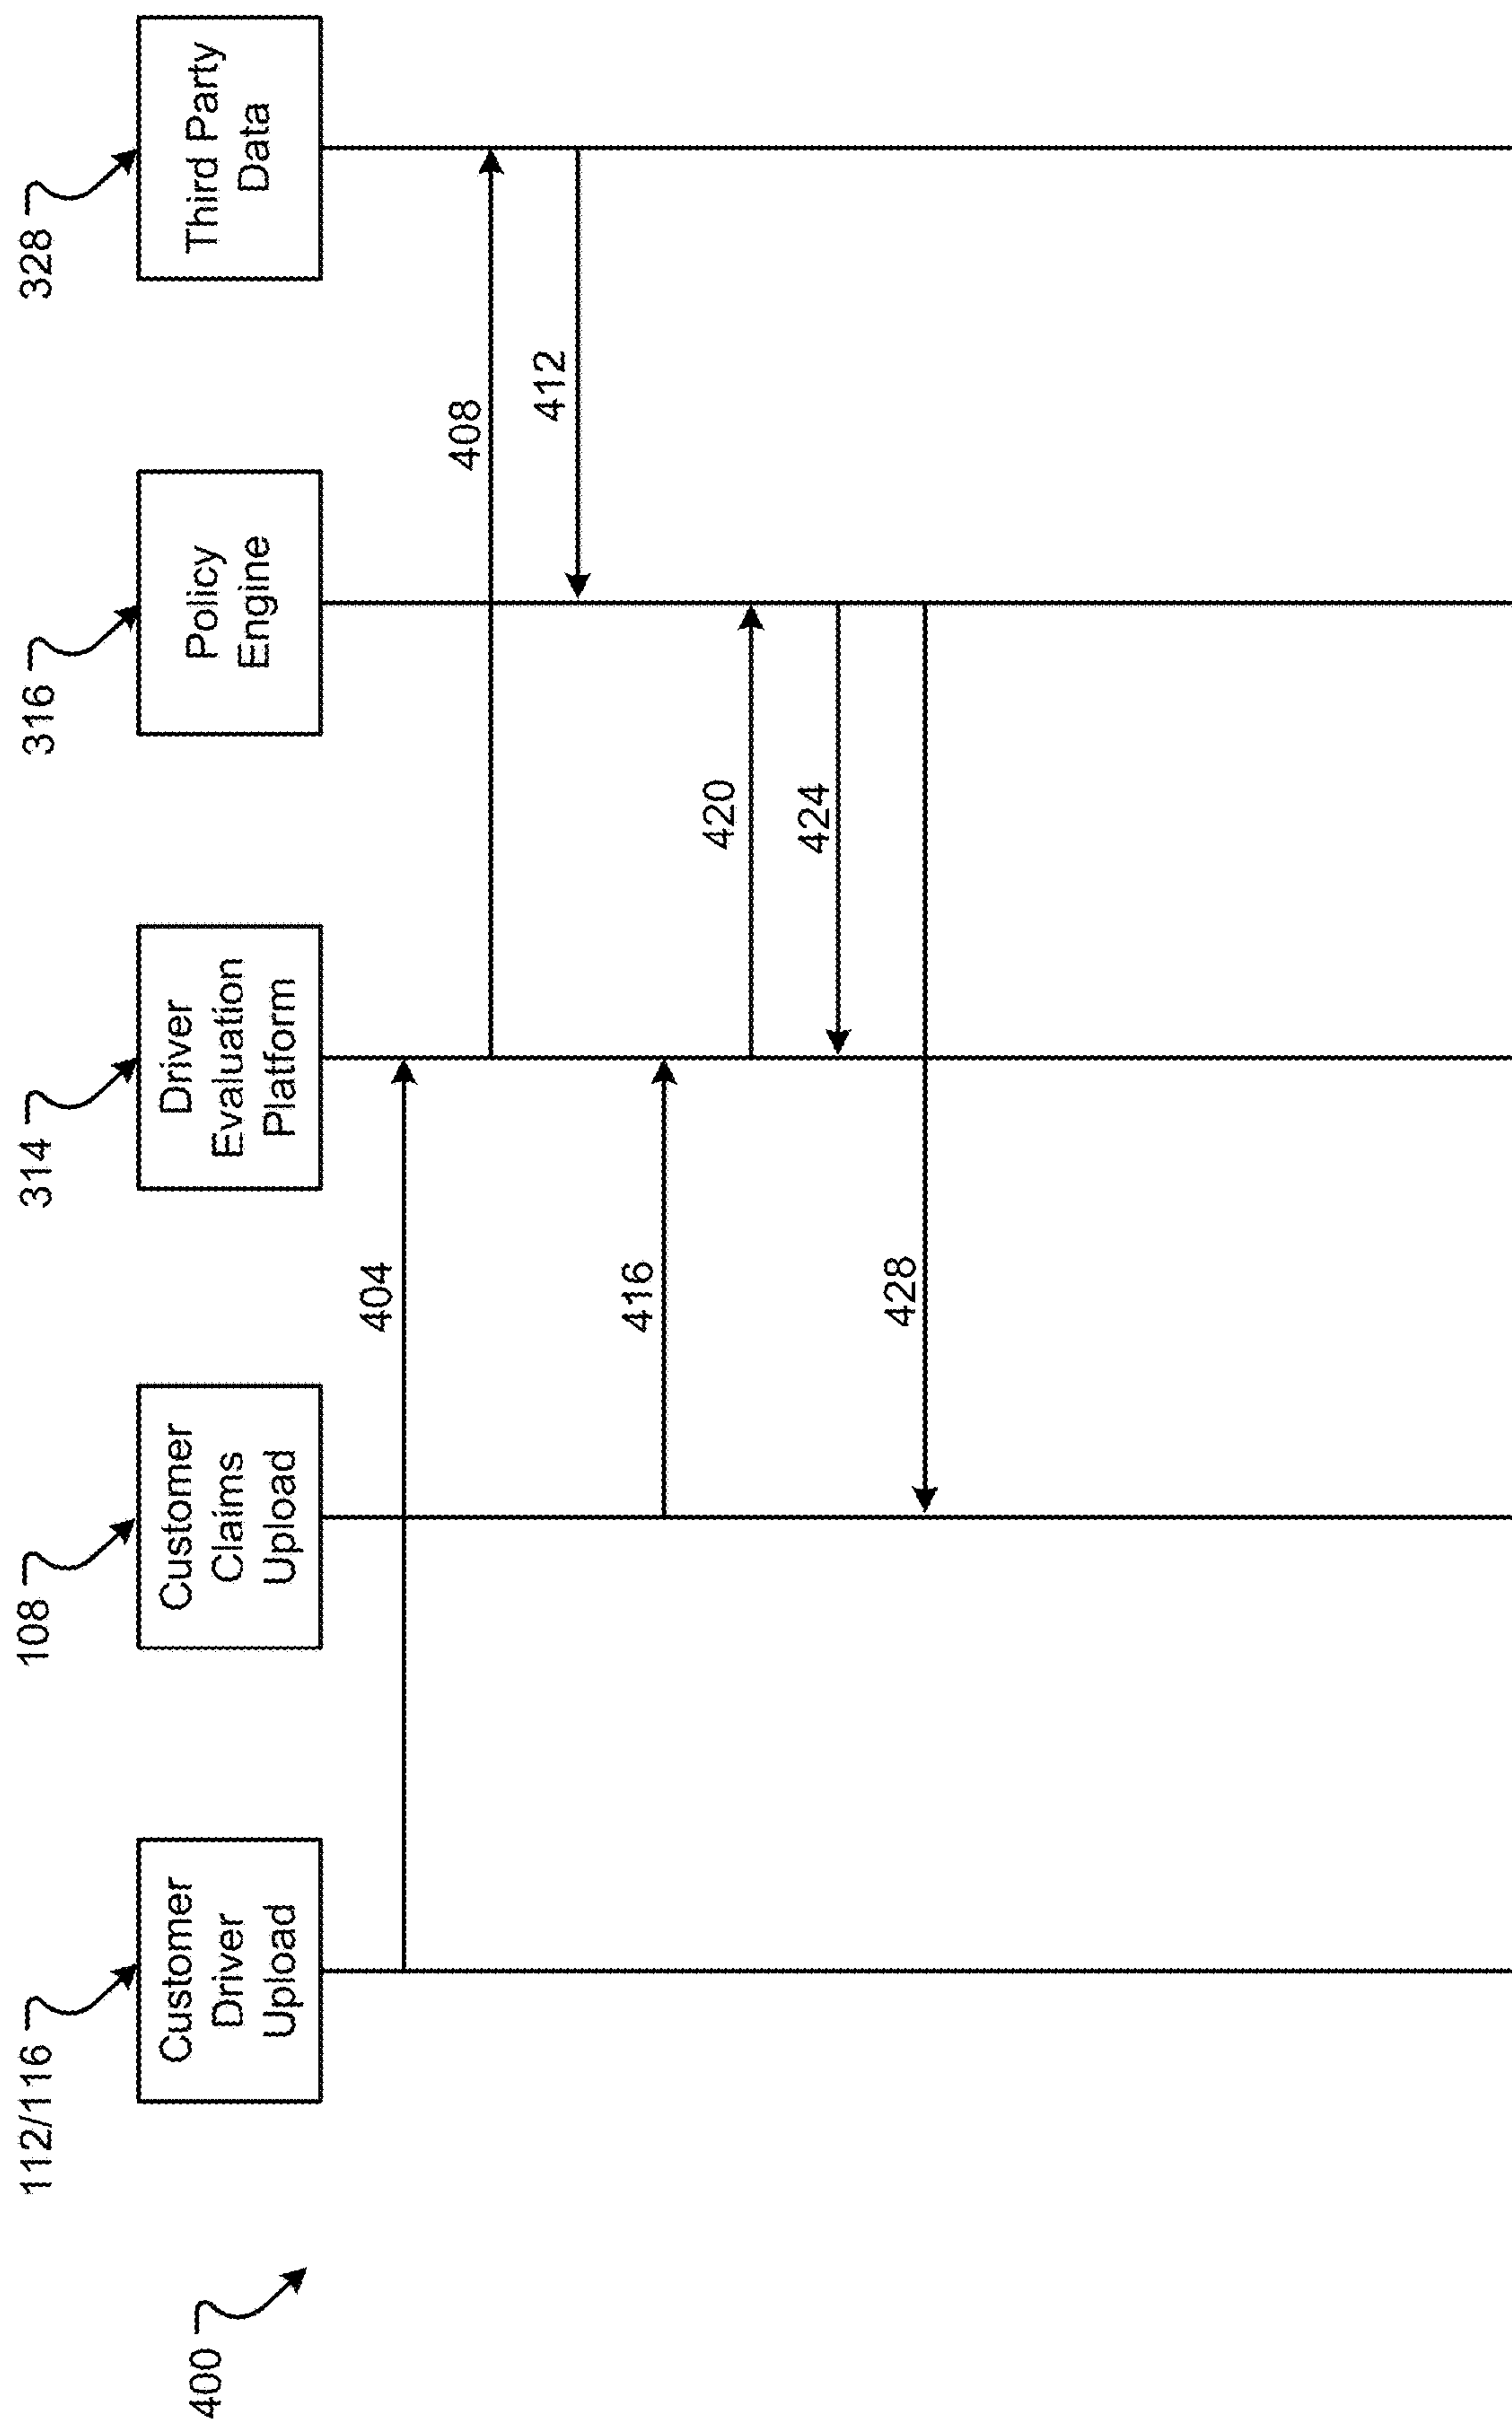 400
112/116
Customer
Driver
Upload
108
Customer
Claims
Upload
314
Driver
Evaluation
Platform
316
Policy
Engine
328
Third Party
Data
404
408
412
416
420
424
428